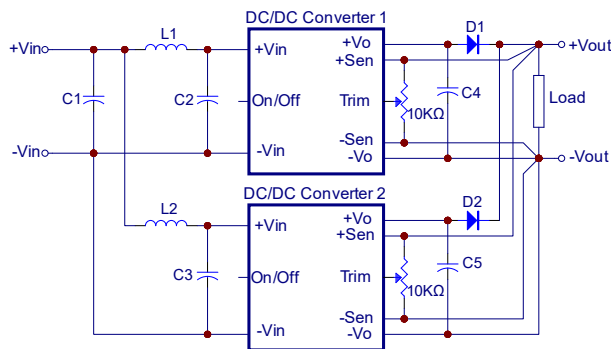 DC/DC Converter 1
+Vin
L1
C1
C2
+Vin
On/Off
-Vin
+Vo
+Sen
Trim
-Sen
-Vo
10KΩ
D1
C4
+Vout
Load
-Vin
-Vout
DC/DC Converter 2
L2
C3
+Vin
On/Off
-Vin
+Vo
+Sen
Trim
-Sen
-Vo
10KΩ
D2
C5